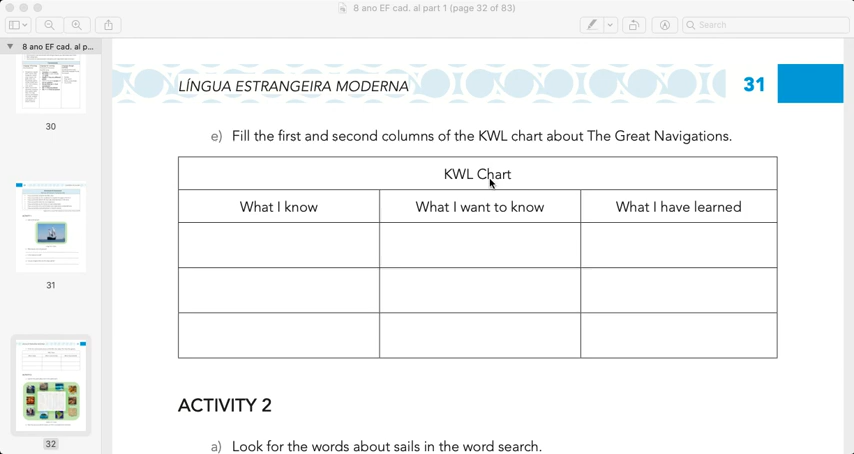 8 ano EF cad. al part 1 (page 32 of 83)
Search
8 ano EF cad. al p...
30
31
32
LÍNGUA ESTRANGEIRA MODERNA
31
e) Fill the first and second columns of the KWL chart about The Great Navigations.
KWL Chart
What I know What I want to know What I have learned
ACTIVITY 2
a) Look for the words about sails in the word search.